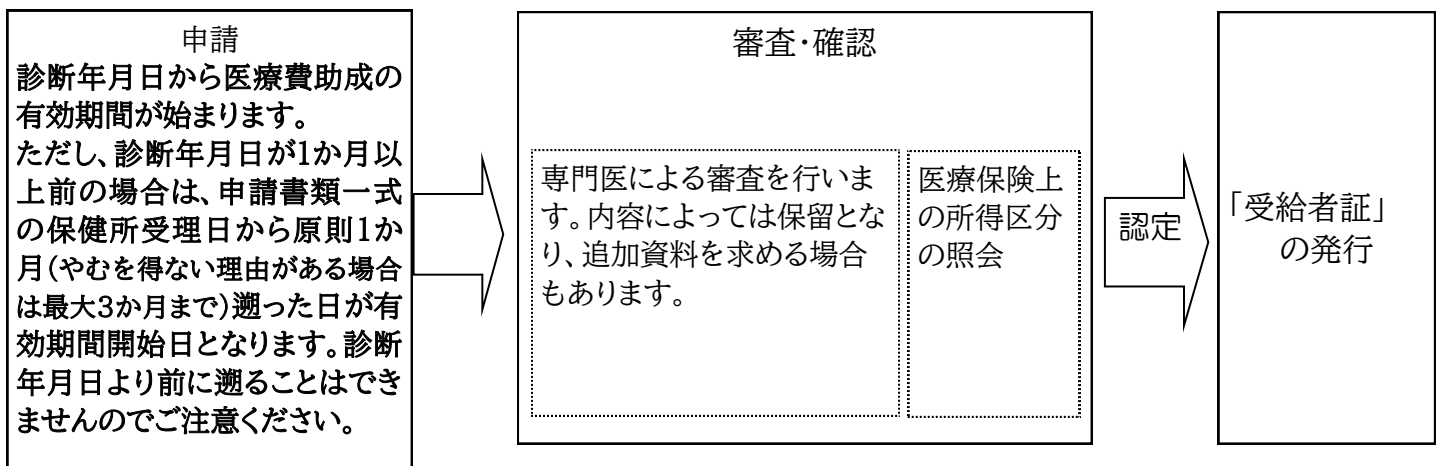 申請
診断年月日から医療費助成の
有効期間が始まります。
ただし、診断年月日が1か月以
上前の場合は、申請書類一式
の保健所受理日から原則1か
月(やむを得ない理由がある場合
は最大3か月まで)遡った日が有
効期間開始日となります。診断
年月日より前に遡ることはでき
ませんのでご注意ください。
審査・確認
専門医による審査を行いま
す。内容によっては保留とな
り、追加資料を求める場合
もあります。
医療保険上
の所得区分
の照会
認定
「受給者証」
の発行